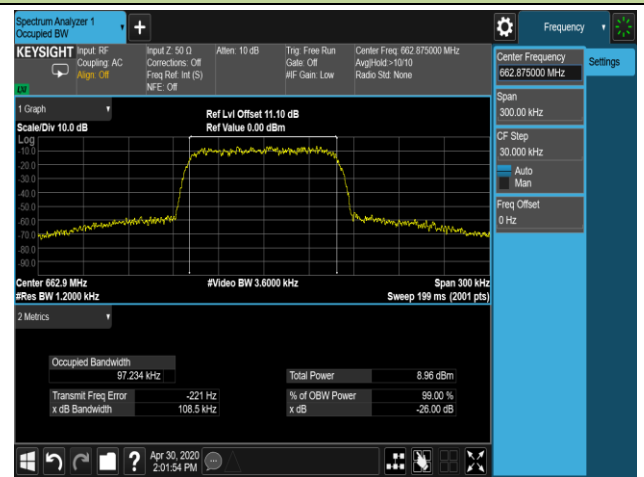 Spectrum Analyzer 1
Occupied BW
Frequency
KEYSIGHT
Input: RF
Coupling: AC
Align: Off
Input Z: 50 Ω
Corrections: Off
Freq Ref: Int (S)
NFE: Off
Atten: 10 dB
Trig: Free Run
Gate: Off
#IF Gain: Low
Center Freq: 662.875000 MHz
Avg|Hold:>10/10
Radio Std: None
Center Frequency
662.875000 MHz
Settings
Span
300.00 kHz
CF Step
30.000 kHz
Auto
Man
Freq Offset
0 Hz
1 Graph
Scale/Div 10.0 dB
Ref Lvl Offset 11.10 dB
Ref Value 0.00 dBm
Log
-10.0
-20.0
-30.0
-40.0
-50.0
-60.0
-70.0
-80.0
-90.0
Center 662.9 MHz
#Res BW 1.2000 kHz
#Video BW 3.6000 kHz
Span 300 kHz
Sweep 199 ms (2001 pts)
2 Metrics
Occupied Bandwidth
97.234 kHz
Total Power 8.96 dBm
Transmit Freq Error -221 Hz
% of OBW Power 99.00 %
x dB Bandwidth 108.5 kHz
x dB -26.00 dB
Apr 30, 2020
2:01:54 PM